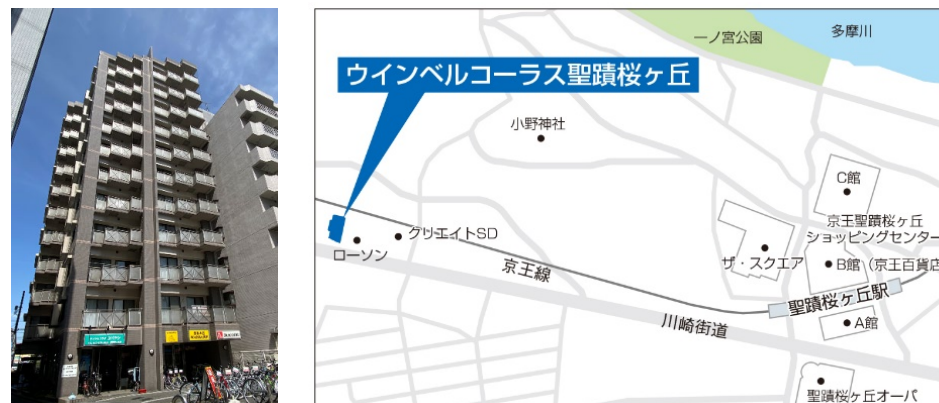 一ノ宮公園
多摩川
ウインベルコーラス聖蹟桜ヶ丘
小野神社
C館
京王聖蹟桜ヶ丘
ショッピングセンター
クリエイトSD
ローソン
ザ・スクエア
B館（京王百貨店
京王線
聖蹟桜ヶ丘駅
川崎街道
A館
聖蹟桜ヶ丘オーパ